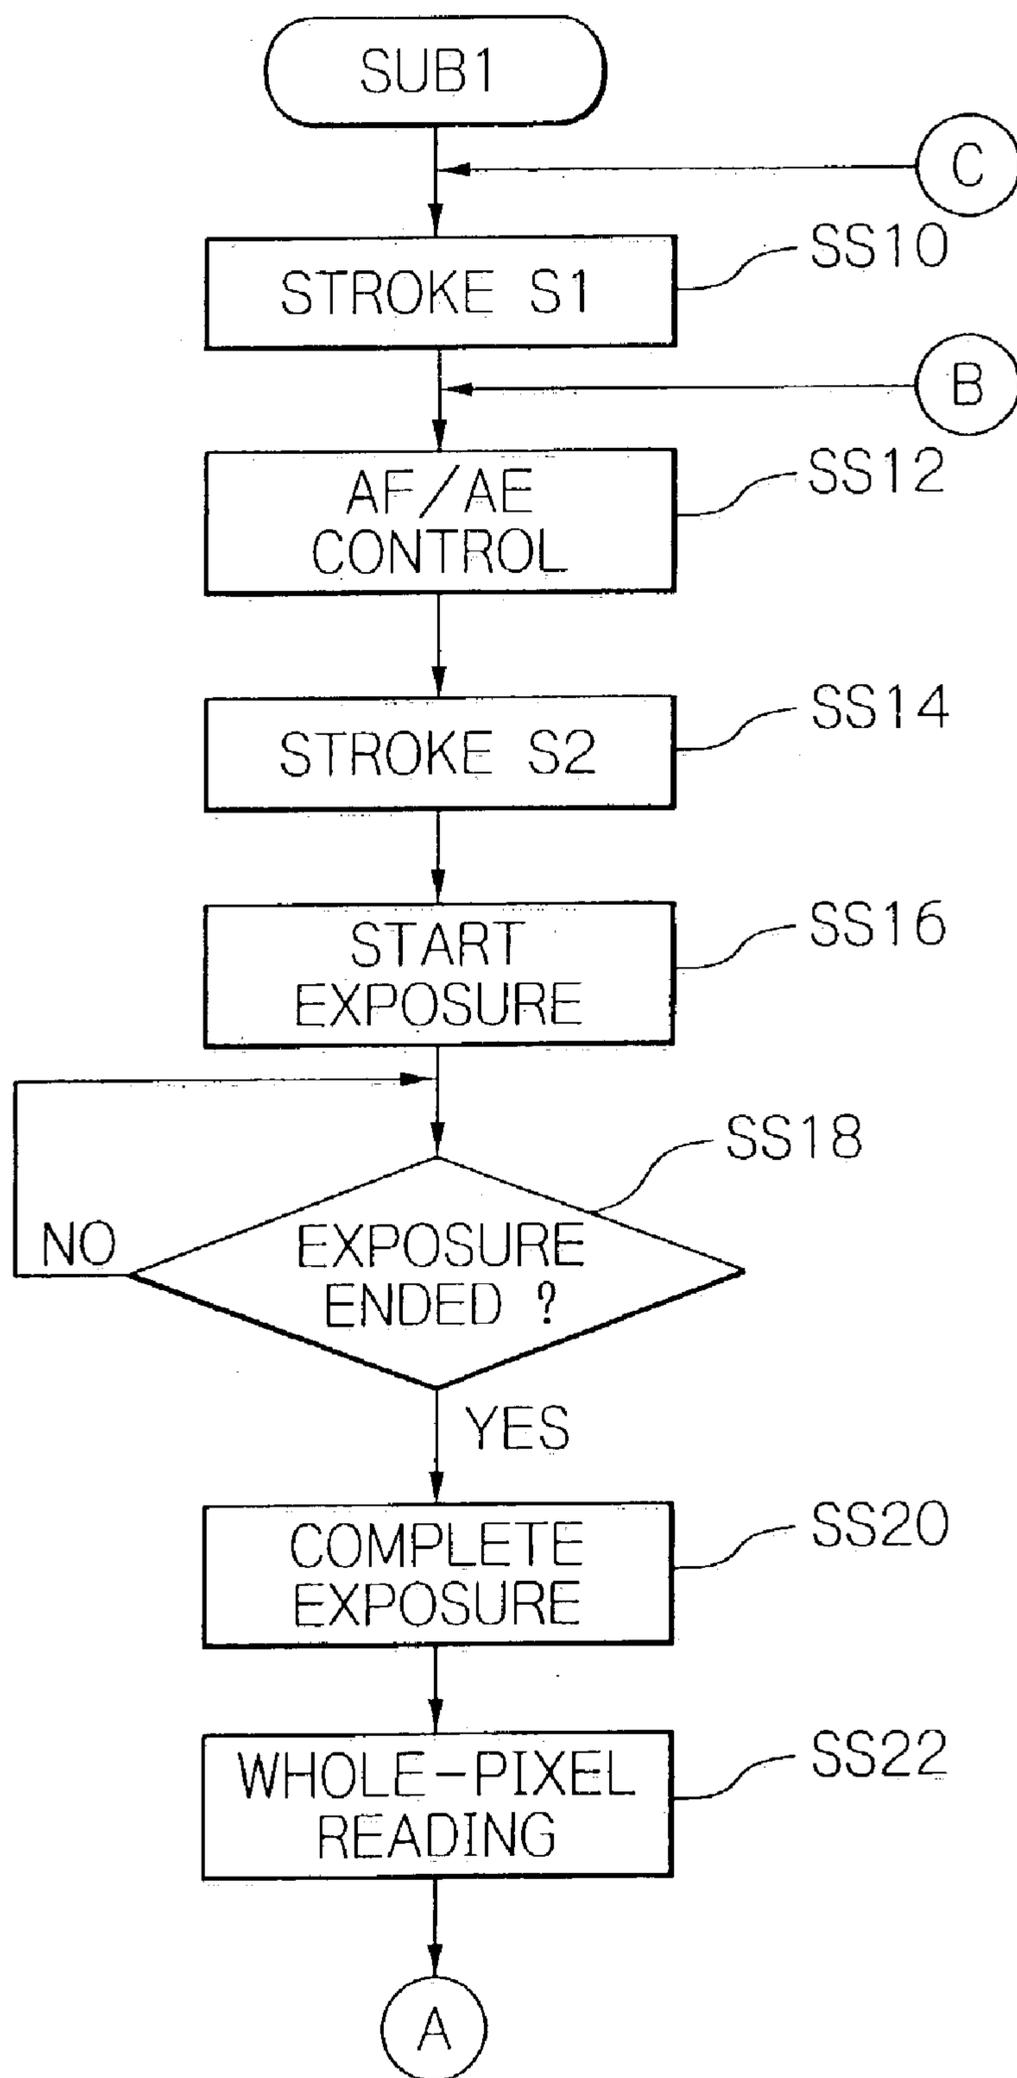 SUB1
C
SS10
STROKE S1
B
SS12
AF/AE
CONTROL
SS14
STROKE S2
SS16
START
EXPOSURE
SS18
NO
EXPOSURE
ENDED ?
YES
SS20
COMPLETE
EXPOSURE
SS22
WHOLE-PIXEL
READING
A